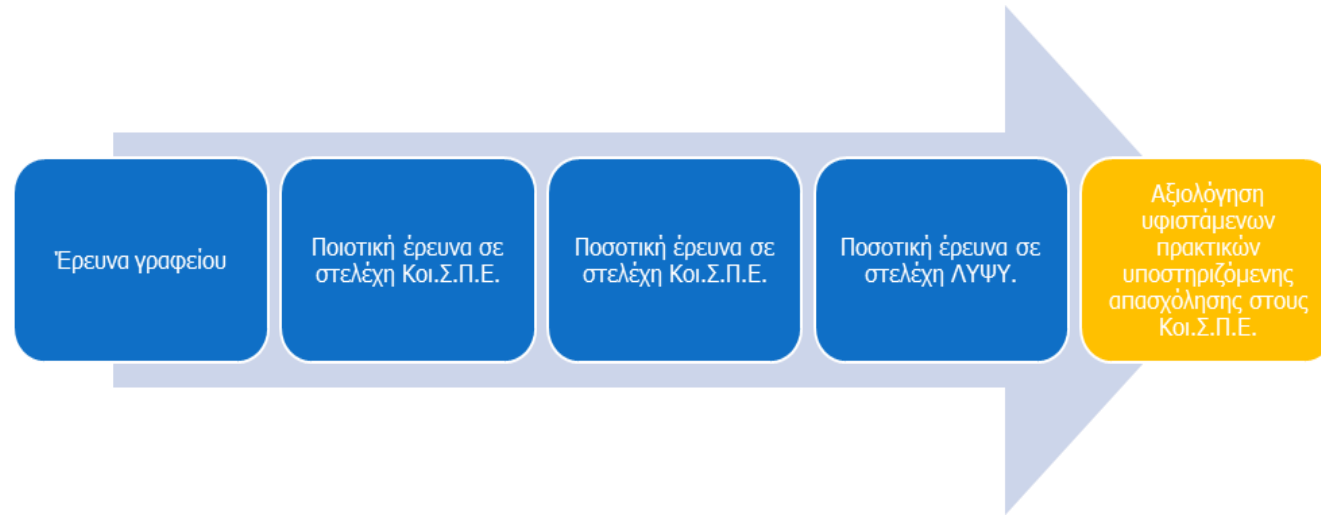 Έρευνα γραφείου
Ποιοτική έρευνα σε
στελέχη Κοι.Σ.Π.Ε.
Ποσοτική έρευνα σε
στελέχη Κοι.Σ.Π.Ε.
Ποσοτική έρευνα σε
στελέχη ΛΥΨΥ.
Αξιολόγηση
υφιστάμενων
πρακτικών
υποστηριζόμενης
απασχόλησης στους
Κοι.Σ.Π.Ε.